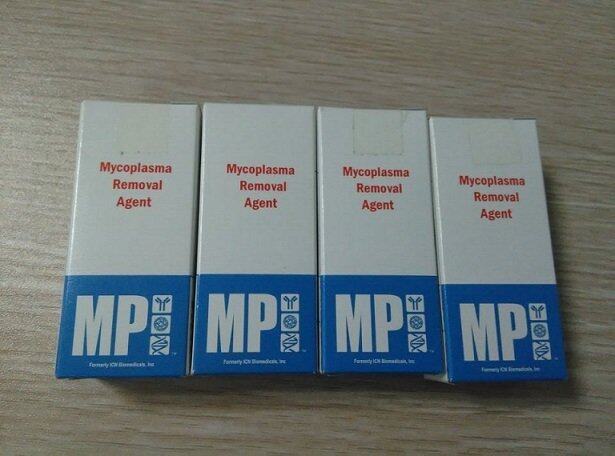 Mycoplasma
Removal
Agent
MP
™
Formerly ICN Biomedicals, Inc
Mycoplasma
Removal
Agent
MP
Formerly ICN Biomedicals, Inc
Mycoplasma
Removal
Agent
MP
Formerly ICN Biomedicals, Inc
Mycoplasma
Removal
Agent
MP
Formerly ICN Biomedicals, Inc